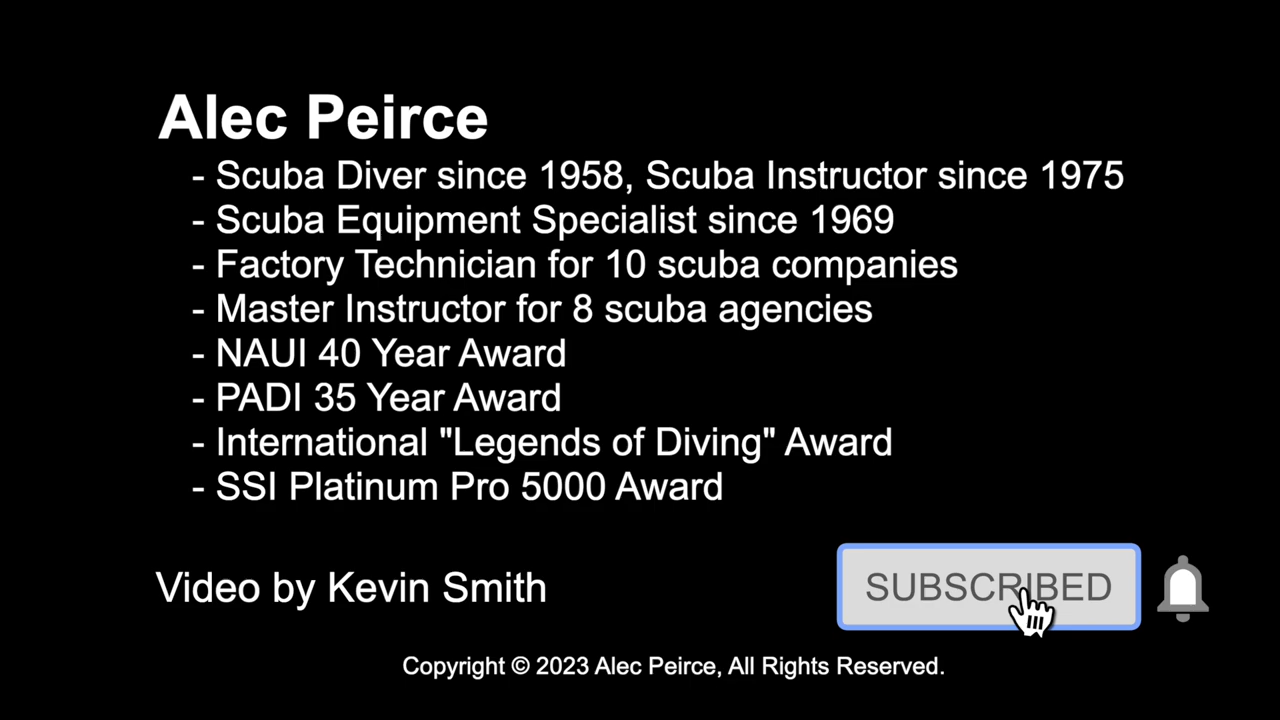 Alec Peirce
- Scuba Diver since 1958, Scuba Instructor since 1975
- Scuba Equipment Specialist since 1969
- Factory Technician for 10 scuba companies
- Master Instructor for 8 scuba agencies
- NAUI 40 Year Award
- PADI 35 Year Award
- International "Legends of Diving" Award
- SSI Platinum Pro 5000 Award
Video by Kevin Smith
SUBSCRIBED
Copyright © 2023 Alec Peirce, All Rights Reserved.